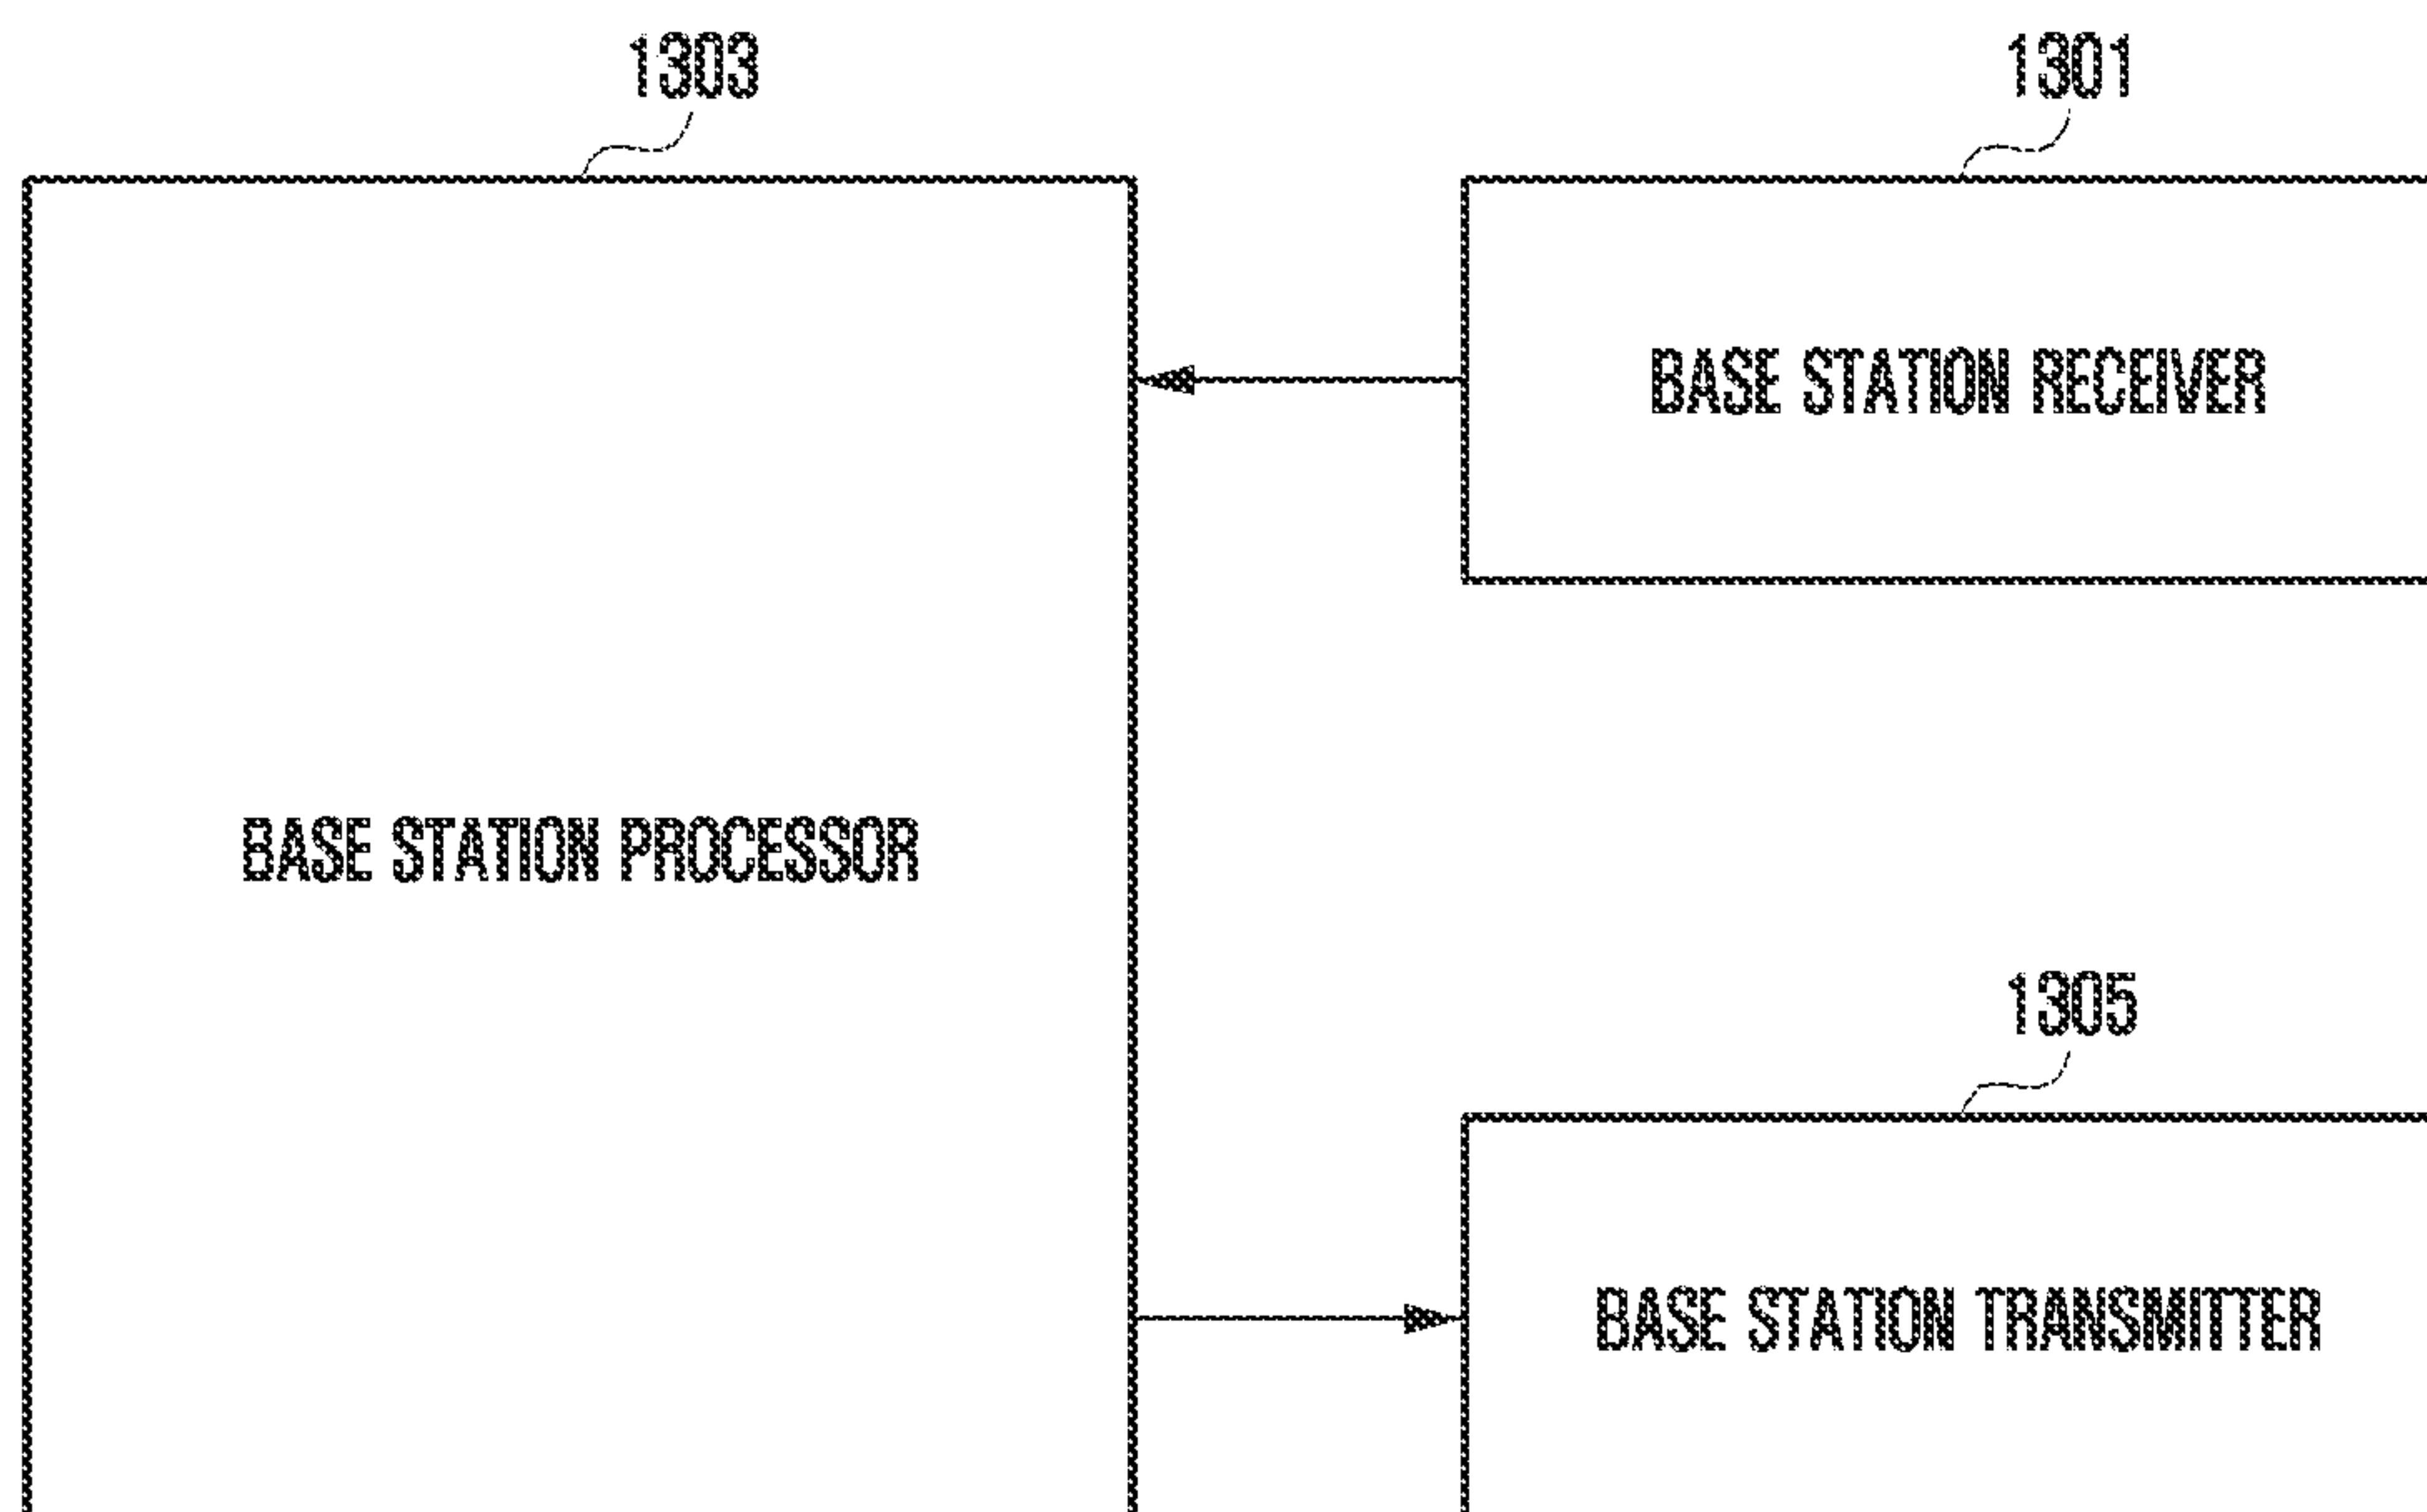 1303
1301
BASE STATION RECEIVER
BASE STATION PROCESSOR
1305
BASE STATION TRANSMITTER